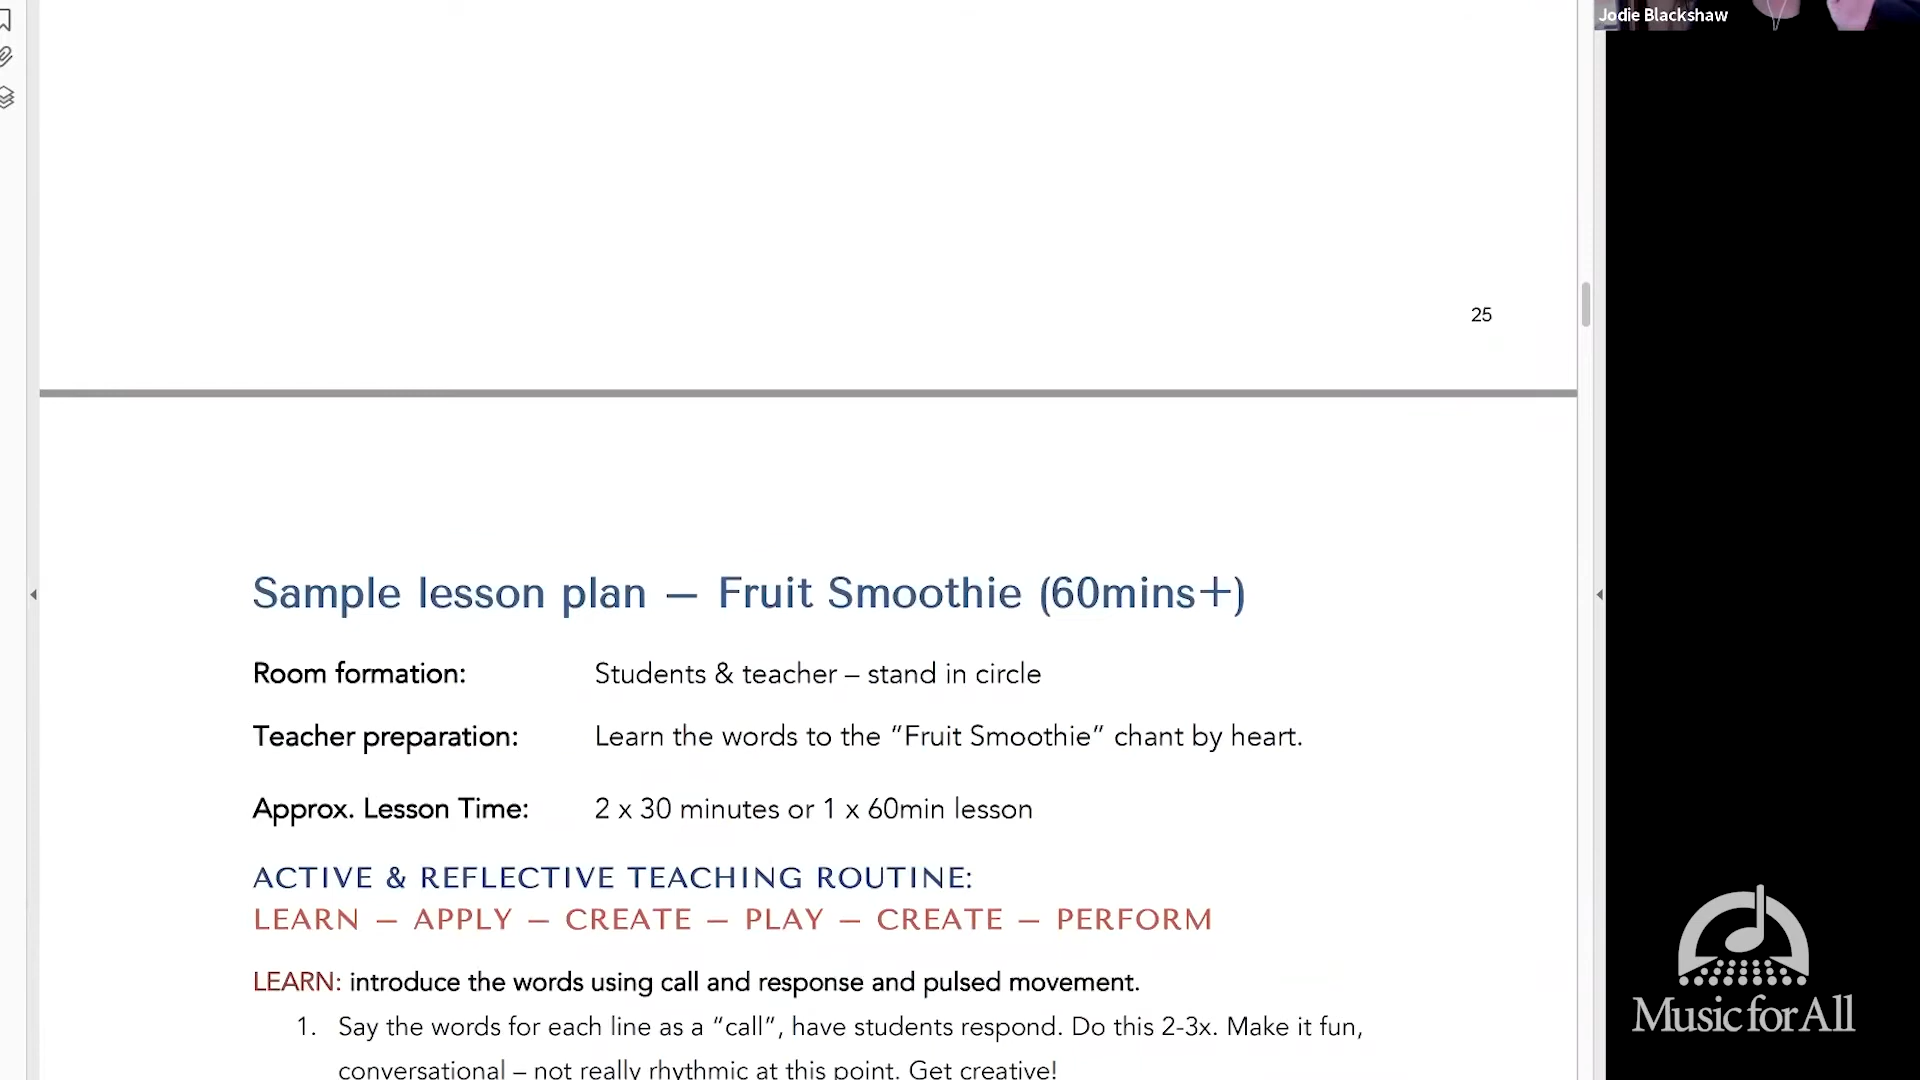 Jodie Blackshaw
25
Sample lesson plan – Fruit Smoothie (60mins+)
Room formation: Students & teacher – stand in circle
Teacher preparation: Learn the words to the “Fruit Smoothie” chant by heart.
Approx. Lesson Time: 2 x 30 minutes or 1 x 60min lesson
ACTIVE & REFLECTIVE TEACHING ROUTINE:
LEARN – APPLY – CREATE – PLAY – CREATE – PERFORM
LEARN: introduce the words using call and response and pulsed movement.
1. Say the words for each line as a “call”, have students respond. Do this 2-3x. Make it fun,
conversational – not really rhythmic at this point. Get creative!
Music for All